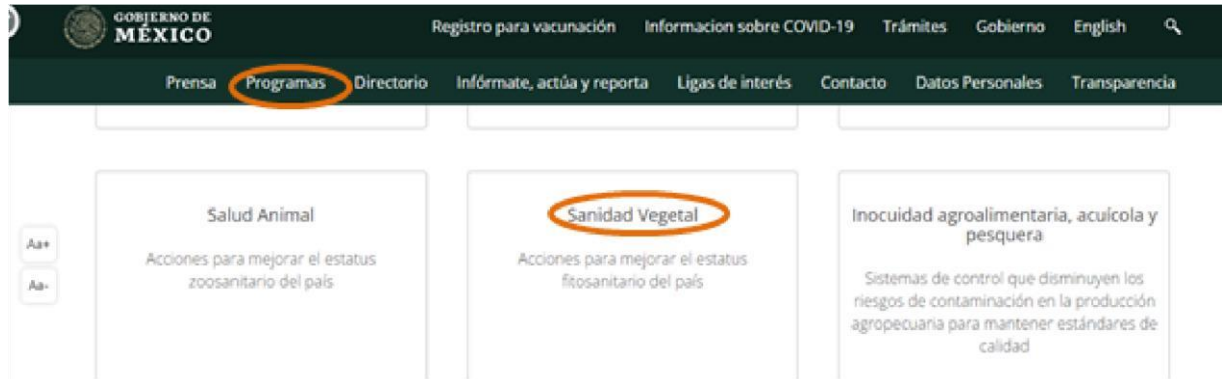 GOBIERNO DE
MÉXICO
Registro para vacunación Informacion sobre COVID-19 Trámites Gobierno English
Prensa Programas Directorio Infórmate, actúa y reporta Ligas de interés Contacto Datos Personales Transparencia
Aa+
Aa-
Salud Animal
Acciones para mejorar el estatus
zoosanitario del país
Sanidad Vegetal
Acciones para mejorar el estatus
fitosanitario del país
Inocuidad agroalimentaria, acuícola y
pesquera
Sistemas de control que disminuyen los
riesgos de contaminación en la producción
agropecuaria para mantener estándares de
calidad